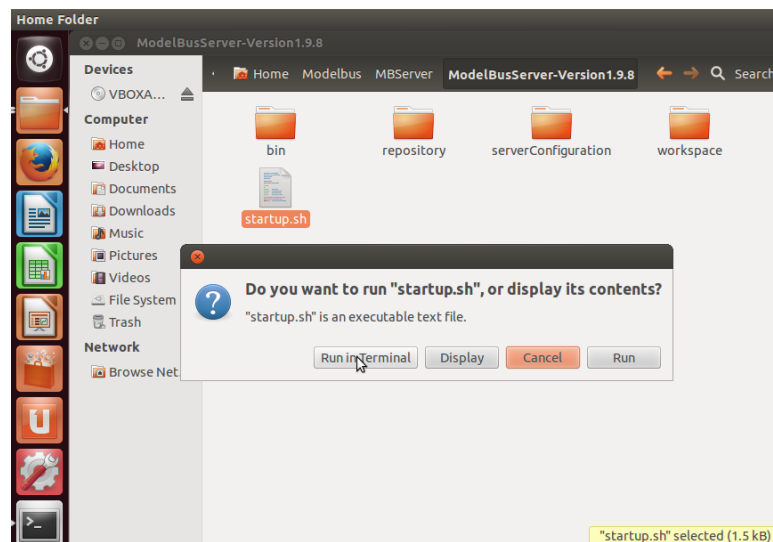 Home Folder
ModelBusServer-Version1.9.8
Devices
VBOXA...
Computer
Home
Desktop
Documents
Downloads
Music
Pictures
Videos
File System
Trash
Network
Browse Net
Home Modelbus MBServer ModelBusServer-Version1.9.8 Search
bin repository serverConfiguration workspace
startup.sh
Do you want to run "startup.sh", or display its contents?
"startup.sh" is an executable text file.
Run in Terminal Display Cancel Run
"startup.sh" selected (1.5 kB)